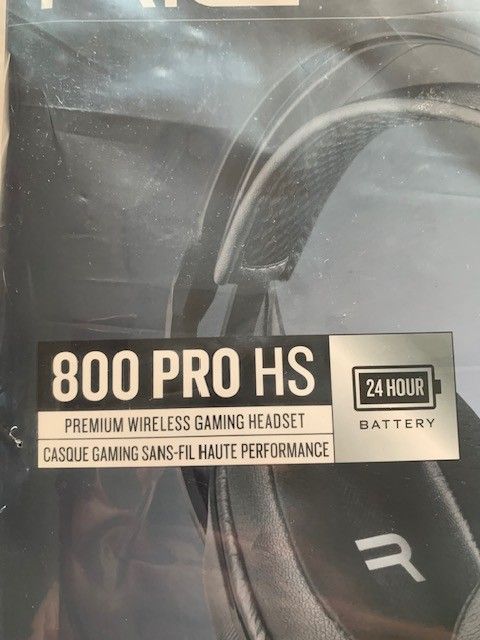 800 PRO HS
PREMIUM WIRELESS GAMING HEADSET
CASQUE GAMING SANS-FIL HAUTE PERFORMANCE
24 HOUR
BATTERY
R